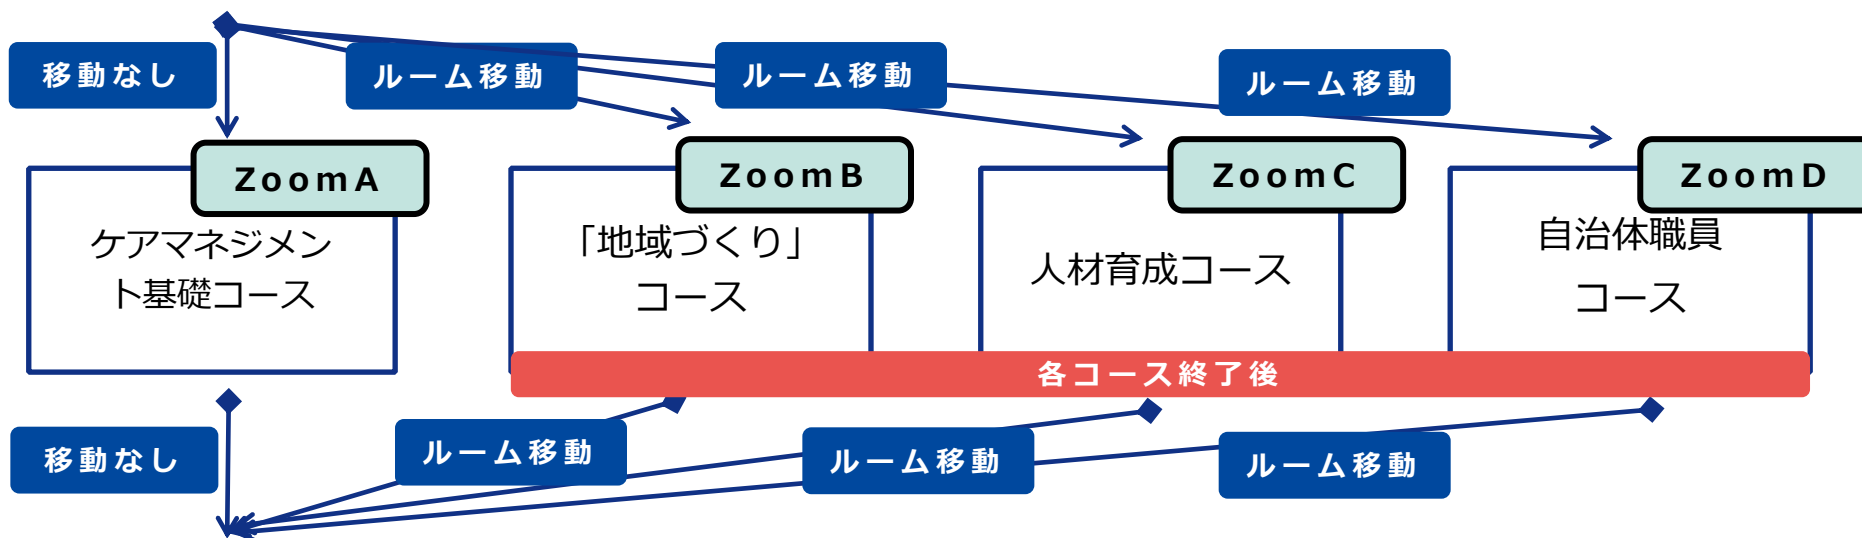 移動なし
ルーム移動
ルーム移動
ルーム移動
ZoomA
ZoomB
ZoomC
ZoomD
ケアマネジメン
ト基礎コース
「地域づくり」
コース
人材育成コース
自治体職員
コース
各コース終了後
移動なし
ルーム移動
ルーム移動
ルーム移動